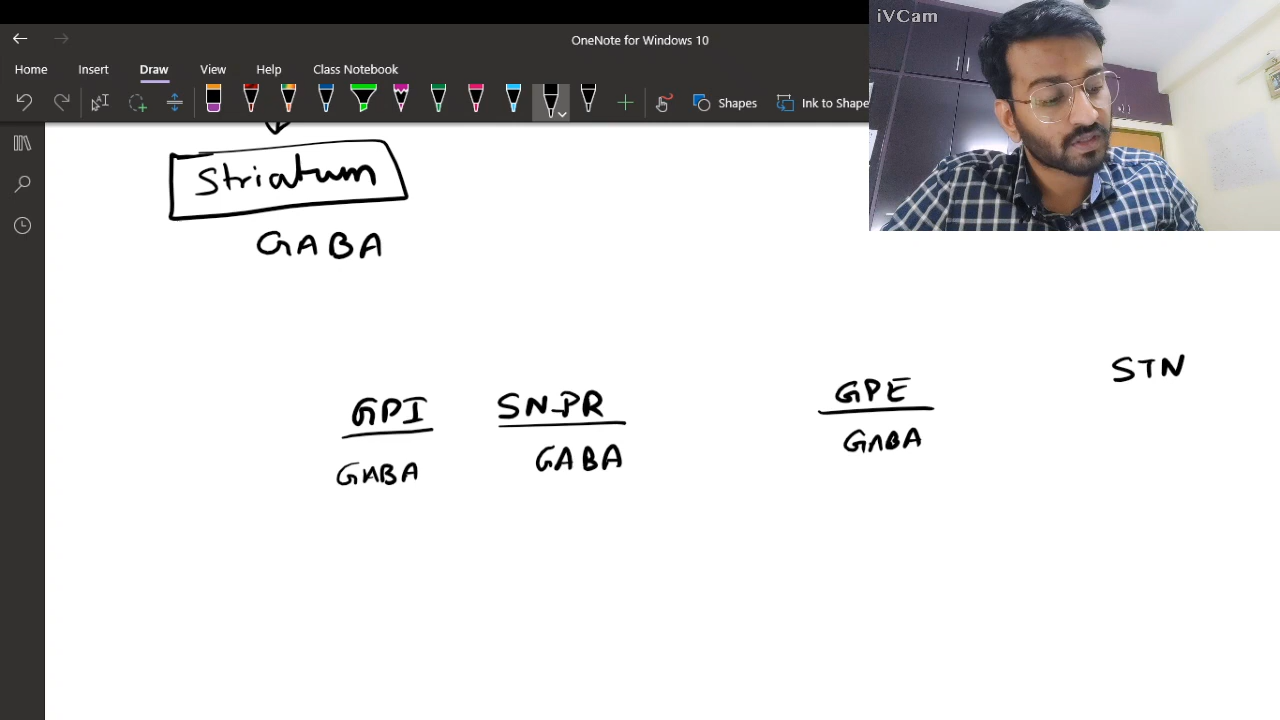 iVCam
OneNote for Windows 10
Home Insert Draw View Help Class Notebook
Shapes Ink to Shape
Striatum
GABA
STN
GPE
GPI SNPR
GABA
GABA GABA